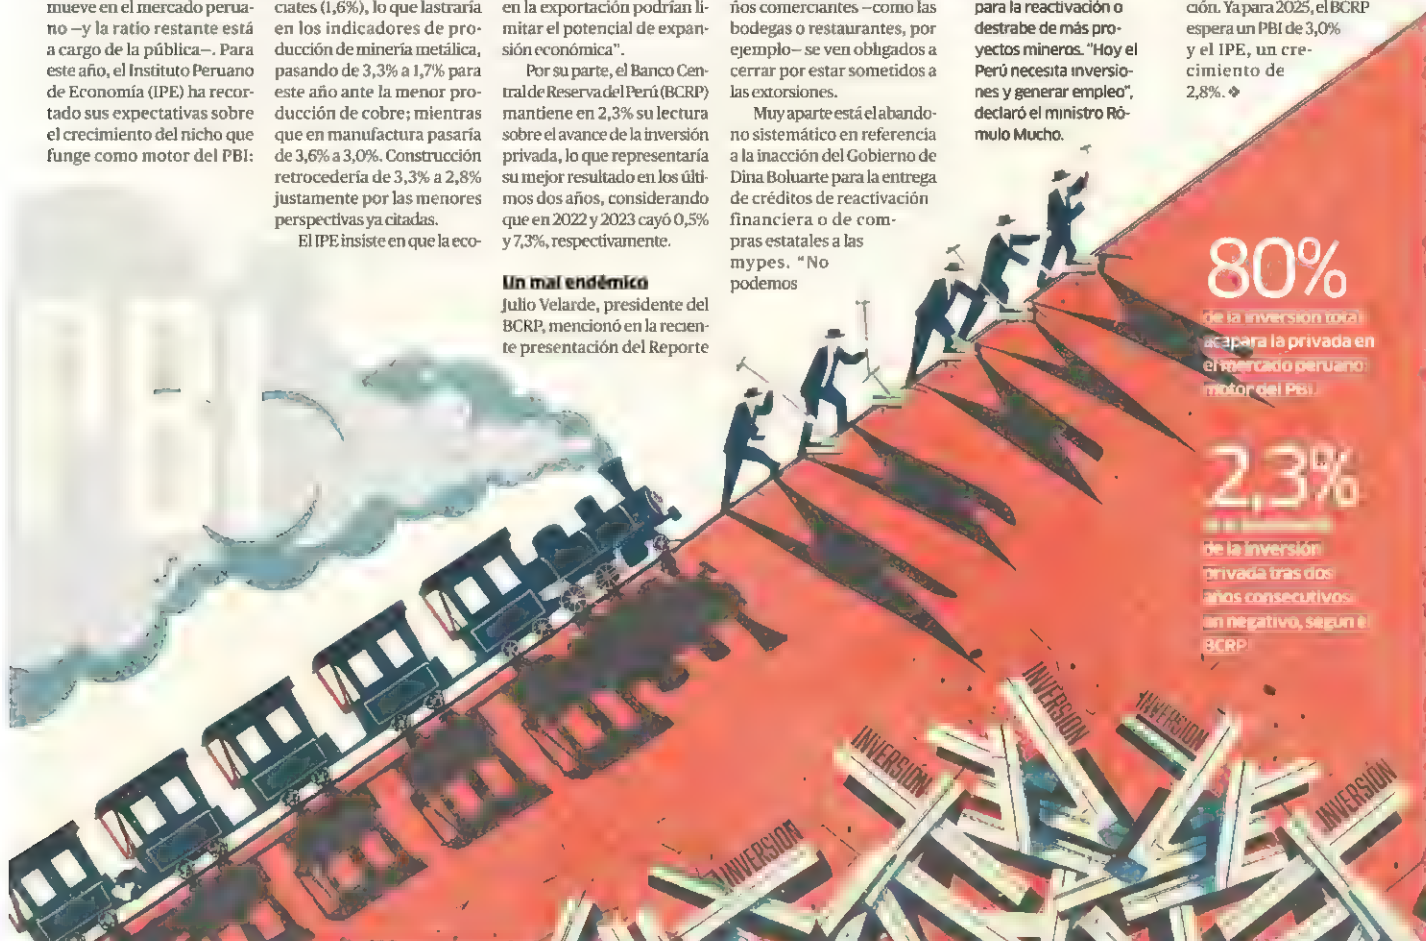 mueve en el mercado perua-
no –y la ratio restante está
a cargo de la pública–. Para
este año, el Instituto Peruano
de Economía (IPE) ha recor-
tado sus expectativas sobre
el crecimiento del nicho que
funge como motor del PBI:
ciates (1,6%), lo que lastraría
en los indicadores de pro-
ducción de minería metálica,
pasando de 3,3% a 1,7% para
este año ante la menor pro-
ducción de cobre; mientras
que en manufactura pasaría
de 3,6% a 3,0%. Construcción
retrocedería de 3,3% a 2,8%
justamente por las menores
perspectivas ya citadas.
El IPE insiste en que la eco-
en la exportación podrían li-
mitar el potencial de expan-
sión económica".
Por su parte, el Banco Cen-
tral de Reserva del Perú (BCRP)
mantiene en 2,3% su lectura
sobre el avance de la inversión
privada, lo que representaría
su mejor resultado en los últi-
mos dos años, considerando
que en 2022 y 2023 cayó 0,5%
y 7,3%, respectivamente.
Un mal endémico
Julio Velarde, presidente del
BCRP, mencionó en la recien-
te presentación del Reporte
ños comerciantes –como las
bodegas o restaurantes, por
ejemplo– se ven obligados a
cerrar por estar sometidos a
las extorsiones.
Muy aparte está el abando-
no sistemático en referencia
a la inacción del Gobierno de
Dina Boluarte para la entrega
de créditos de reactivación
financiera o de com-
pras estatales a las
mypes. "No
podemos
para la reactivación o
destrabe de más pro-
yectos mineros. "Hoy el
Perú necesita inversio-
nes y generar empleo",
declaró el ministro Ró-
mulo Mucho.
ción. Ya para 2025, el BCRP
espera un PBI de 3,0%
y el IPE, un cre-
cimiento de
2,8%. ❖
PBI
80%
de la inversión total
acapara la privada en
el mercado peruano:
motor del PBI.
2,3%
de la inversión
privada tras dos
años consecutivos
en negativo, según el
BCRP.
INVERSIÓN
INVERSIÓN
INVERSIÓN
INVERSIÓN
INVERSIÓN